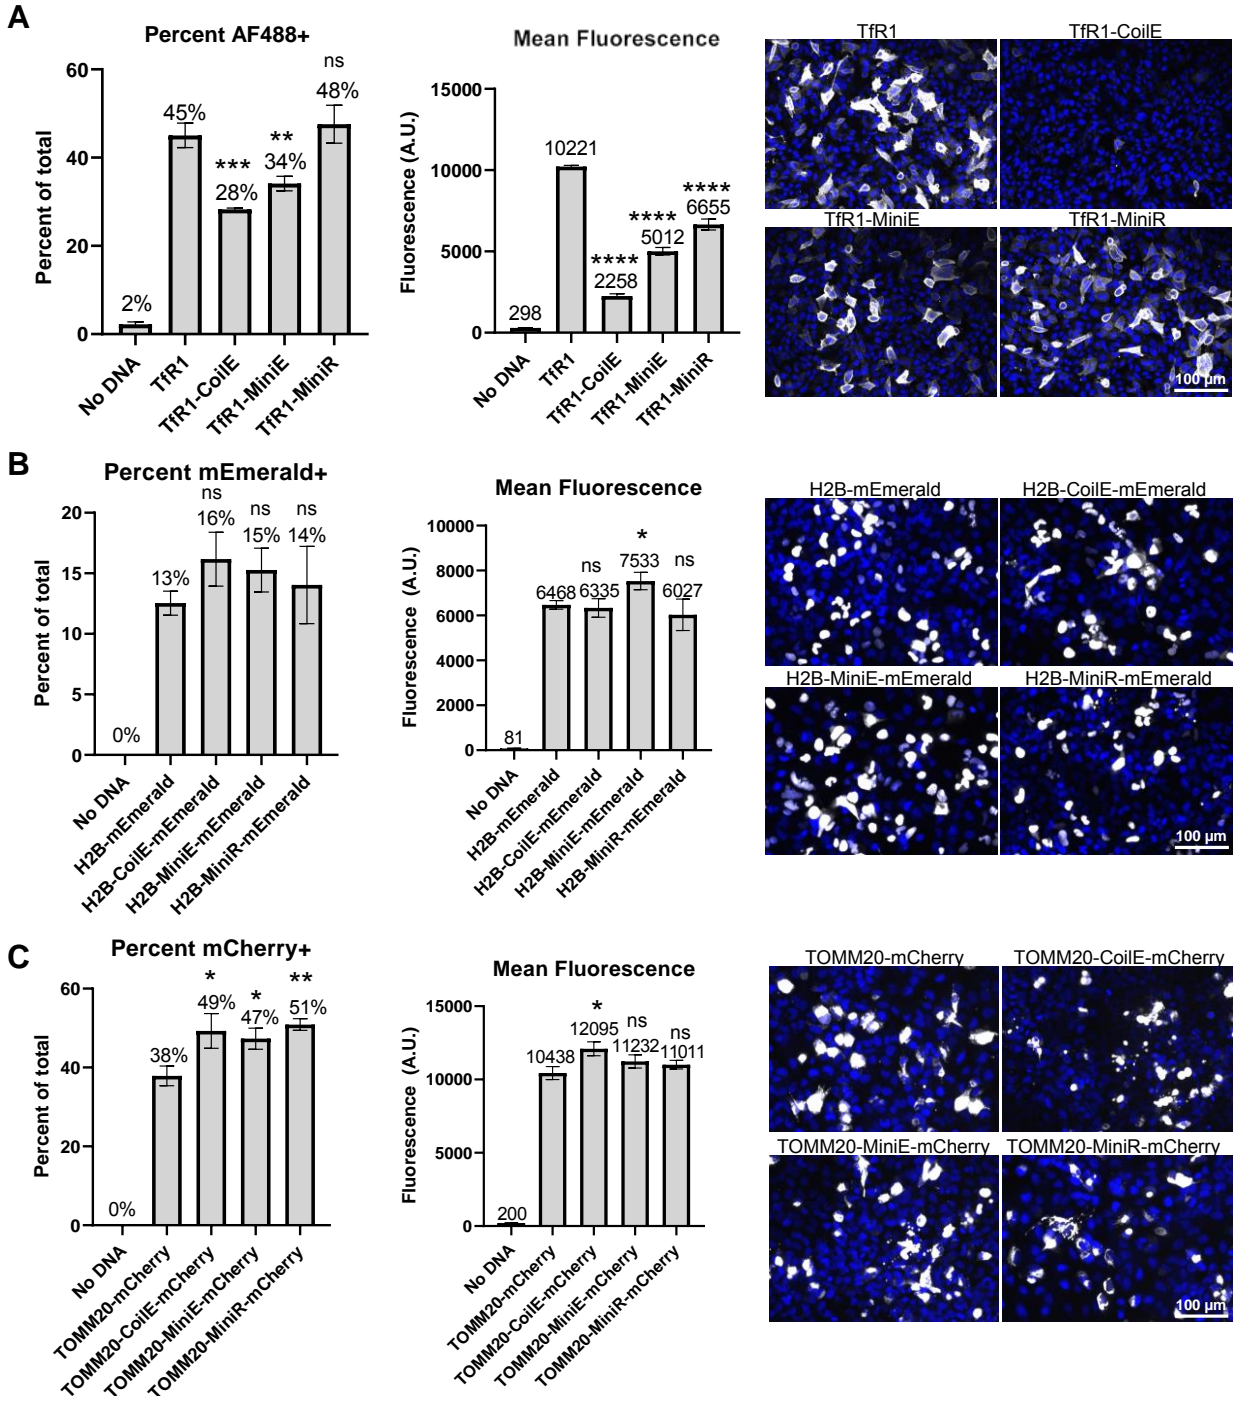 A
Percent AF488+
Percent of total
60
40
20
0
2%
45%
***
28%
**
34%
ns
48%
No DNA
TfR1
TfR1-CoilE
TfR1-MiniE
TfR1-MiniR
Mean Fluorescence
Fluorescence (A.U.)
15000
10000
5000
0
298
10221
****
2258
****
5012
****
6655
No DNA
TfR1
TfR1-CoilE
TfR1-MiniE
TfR1-MiniR
TfR1
TfR1-CoilE
TfR1-MiniE
TfR1-MiniR
100 µm
B
Percent mEmerald+
Percent of total
20
15
10
5
0
0%
13%
ns
16%
ns
15%
ns
14%
No DNA
H2B-mEmerald
H2B-CoilE-mEmerald
H2B-MiniE-mEmerald
H2B-MiniR-mEmerald
Mean Fluorescence
Fluorescence (A.U.)
10000
8000
6000
4000
2000
0
81
6468
ns
6335
*
7533
ns
6027
No DNA
H2B-mEmerald
H2B-CoilE-mEmerald
H2B-MiniE-mEmerald
H2B-MiniR-mEmerald
H2B-mEmerald
H2B-CoilE-mEmerald
H2B-MiniE-mEmerald
H2B-MiniR-mEmerald
100 µm
C
Percent mCherry+
Percent of total
60
40
20
0
0%
38%
*
49%
*
47%
**
51%
No DNA
TOMM20-mCherry
TOMM20-CoilE-mCherry
TOMM20-MiniE-mCherry
TOMM20-MiniR-mCherry
Mean Fluorescence
Fluorescence (A.U.)
15000
10000
5000
0
200
10438
*
12095
ns
11232
ns
11011
No DNA
TOMM20-mCherry
TOMM20-CoilE-mCherry
TOMM20-MiniE-mCherry
TOMM20-MiniR-mCherry
TOMM20-mCherry
TOMM20-CoilE-mCherry
TOMM20-MiniE-mCherry
TOMM20-MiniR-mCherry
100 µm